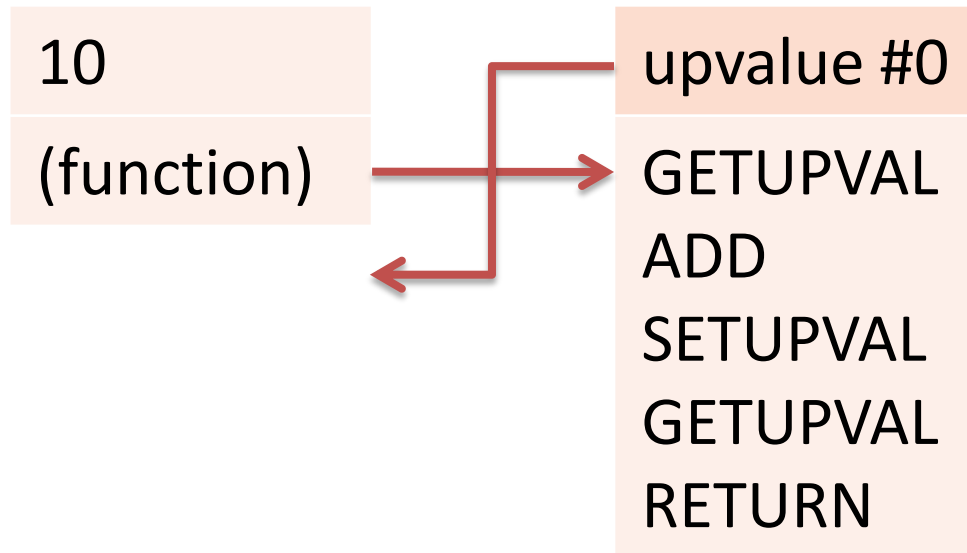 10
(function)
upvalue #0
GETUPVAL
ADD
SETUPVAL
GETUPVAL
RETURN